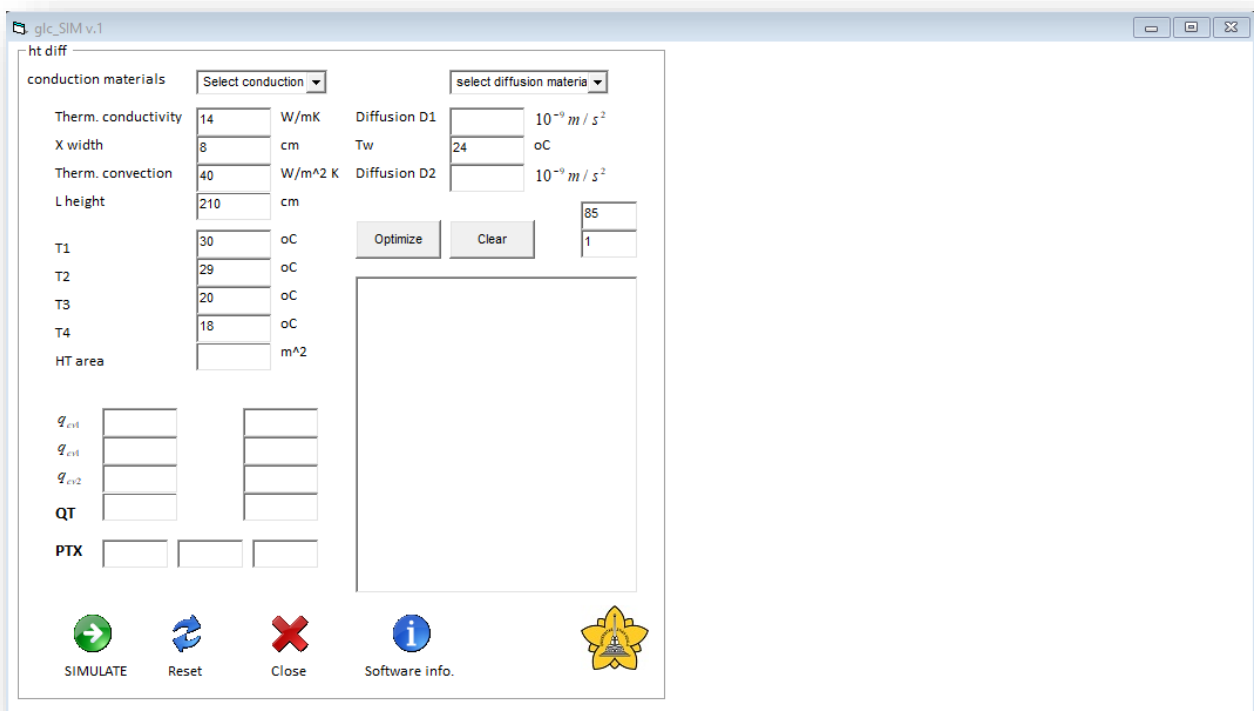 glc_SIM v.1
ht diff
conduction materials Select conduction select diffusion materia
Therm. conductivity 14 W/mK Diffusion D1 10⁻⁹ m / s²
X width 8 cm Tw 24 oC
Therm. convection 40 W/m^2 K Diffusion D2 10⁻⁹ m / s²
L height 210 cm
85
T1 30 oC Optimize Clear 1
T2 29 oC
T3 20 oC
T4 18 oC
HT area m^2
q
q
q cv2
QT
PTX
SIMULATE Reset Close Software info.